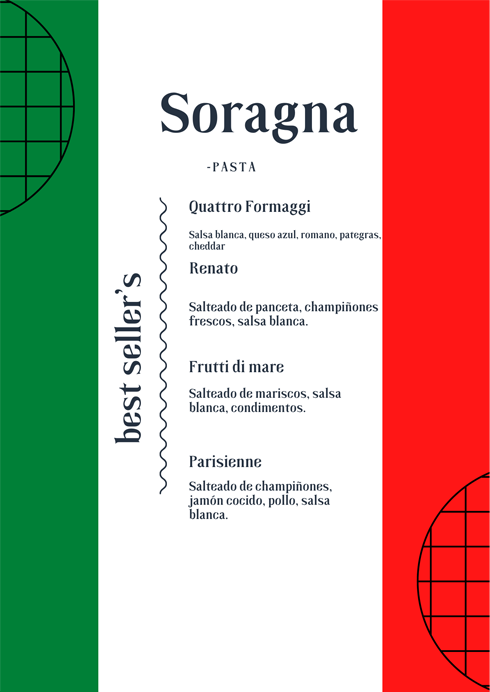 Soragna
-PASTA
best seller's
Quattro Formaggi
Salsa blanca, queso azul, romano, pategras,
cheddar
Renato
Salteado de panceta, champiñones
frescos, salsa blanca.
Frutti di mare
Salteado de mariscos, salsa
blanca, condimentos.
Parisienne
Salteado de champiñones,
jamón cocido, pollo, salsa
blanca.